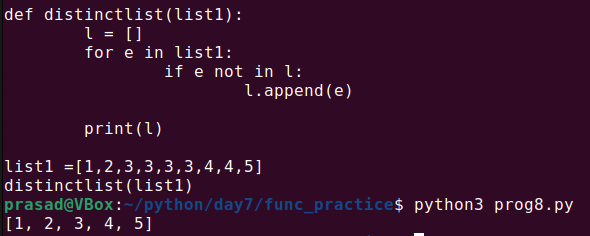 def distinctlist(list1):
        l = []
        for e in list1:
                if e not in l:
                        l.append(e)

        print(l)

list1 =[1,2,3,3,3,3,4,4,5]
distinctlist(list1)
prasad@VBox:~/python/day7/func_practice$ python3 prog8.py
[1, 2, 3, 4, 5]